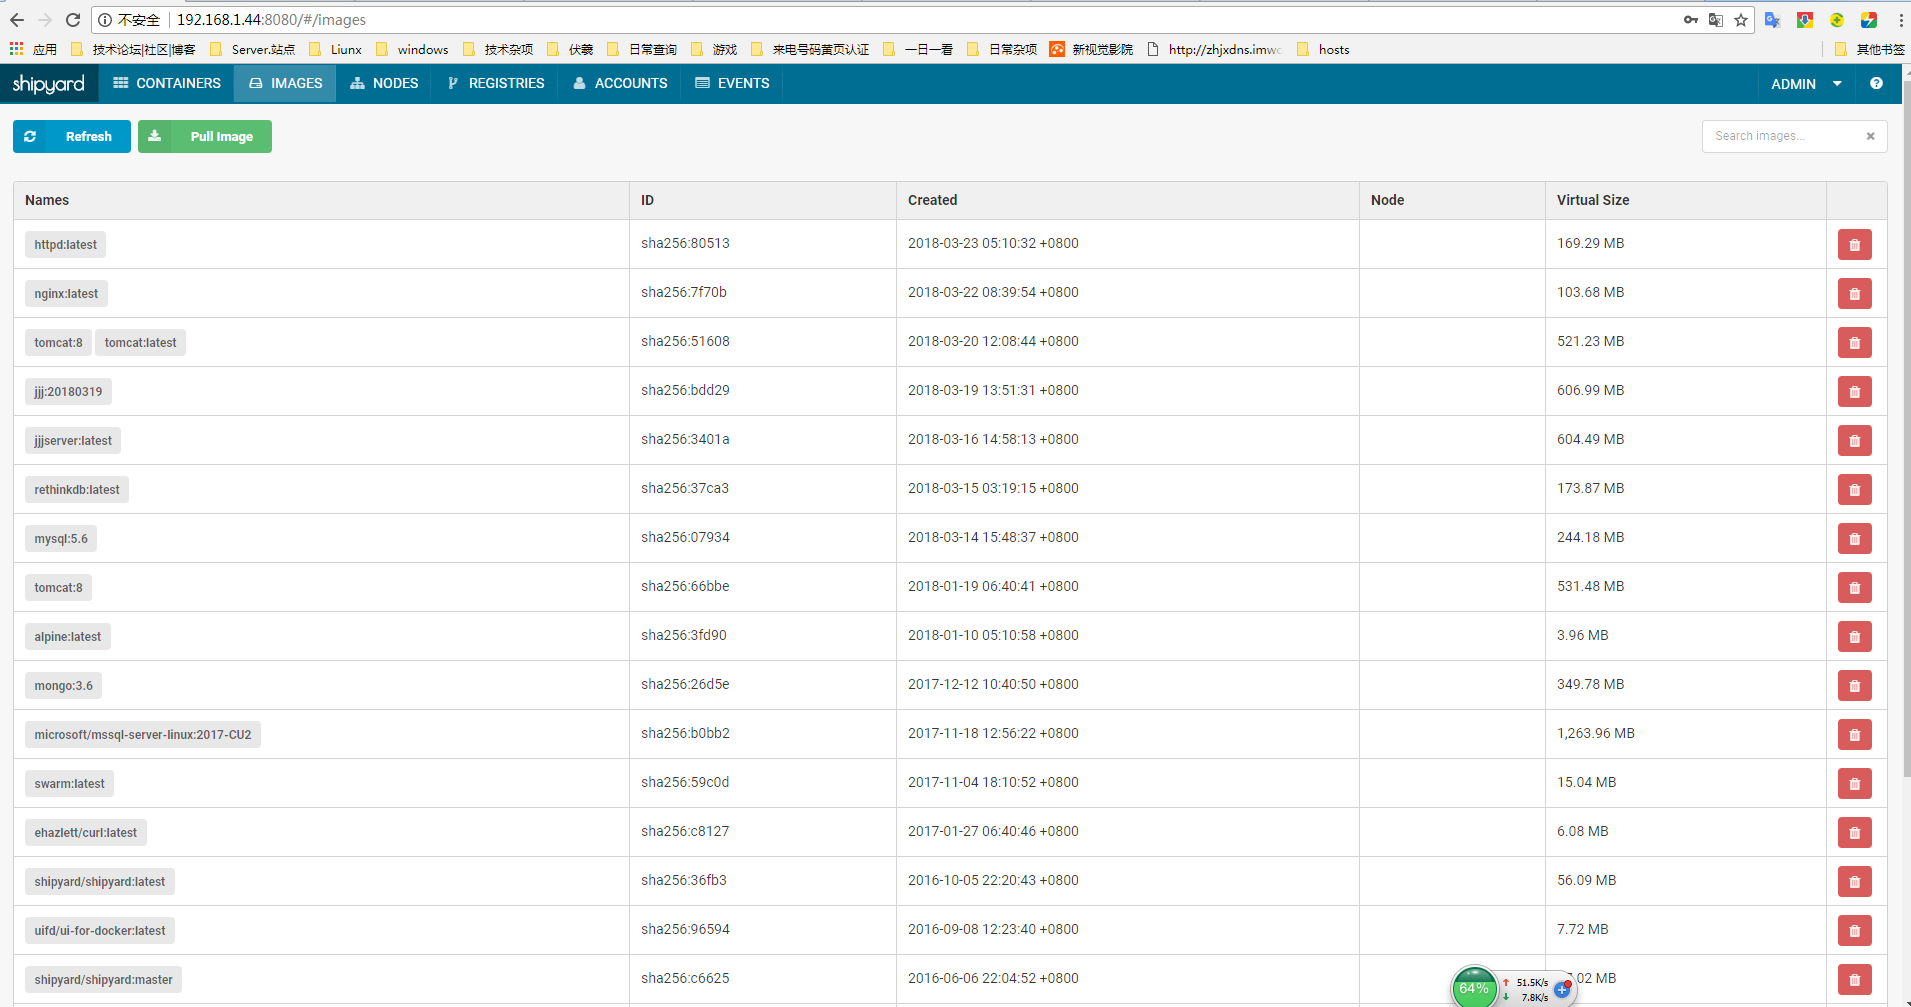 不安全 192.168.1.44:8080/#/images
应用 技术论坛|社区|博客 Server.站点 Liunx windows 技术杂项 伏羲 日常查询 游戏 来电号码黄页认证 一日一看 日常杂项 新视觉影院 http://zhjxdns.imwo hosts 其他书签
shipyard CONTAINERS IMAGES NODES REGISTRIES ACCOUNTS EVENTS ADMIN
Refresh Pull Image Search images...
Names ID Created Node Virtual Size
httpd:latest sha256:80513 2018-03-23 05:10:32 +0800 169.29 MB
nginx:latest sha256:7f70b 2018-03-22 08:39:54 +0800 103.68 MB
tomcat:8 tomcat:latest sha256:51608 2018-03-20 12:08:44 +0800 521.23 MB
jjj:20180319 sha256:bdd29 2018-03-19 13:51:31 +0800 606.99 MB
jjjserver:latest sha256:3401a 2018-03-16 14:58:13 +0800 604.49 MB
rethinkdb:latest sha256:37ca3 2018-03-15 03:19:15 +0800 173.87 MB
mysql:5.6 sha256:07934 2018-03-14 15:48:37 +0800 244.18 MB
tomcat:8 sha256:66bbe 2018-01-19 06:40:41 +0800 531.48 MB
alpine:latest sha256:3fd90 2018-01-10 05:10:58 +0800 3.96 MB
mongo:3.6 sha256:26d5e 2017-12-12 10:40:50 +0800 349.78 MB
microsoft/mssql-server-linux:2017-CU2 sha256:b0bb2 2017-11-18 12:56:22 +0800 1,263.96 MB
swarm:latest sha256:59c0d 2017-11-04 18:10:52 +0800 15.04 MB
ehazlett/curl:latest sha256:c8127 2017-01-27 06:40:46 +0800 6.08 MB
shipyard/shipyard:latest sha256:36fb3 2016-10-05 22:20:43 +0800 56.09 MB
uifd/ui-for-docker:latest sha256:96594 2016-09-08 12:23:40 +0800 7.72 MB
shipyard/shipyard:master sha256:c6625 2016-06-06 22:04:52 +0800 .02 MB
64% 51.5K/s
7.8K/s